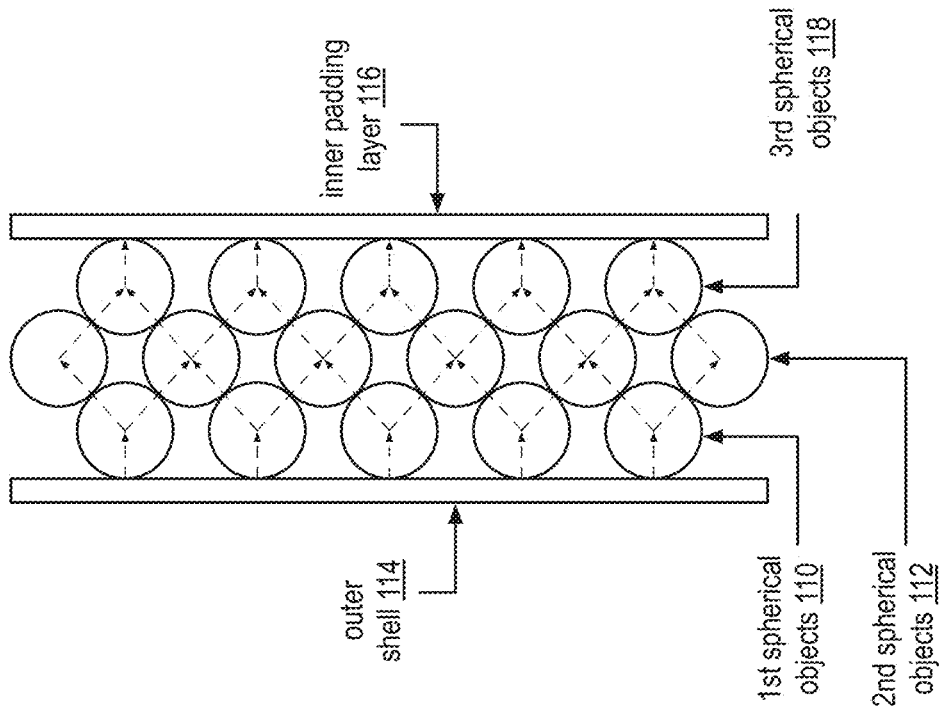 inner padding
layer 116
3rd spherical
objects 118
outer
shell 114
1st spherical
objects 110
2nd spherical
objects 112